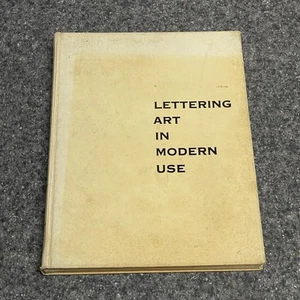 LETTERING
ART
IN
MODERN
USE